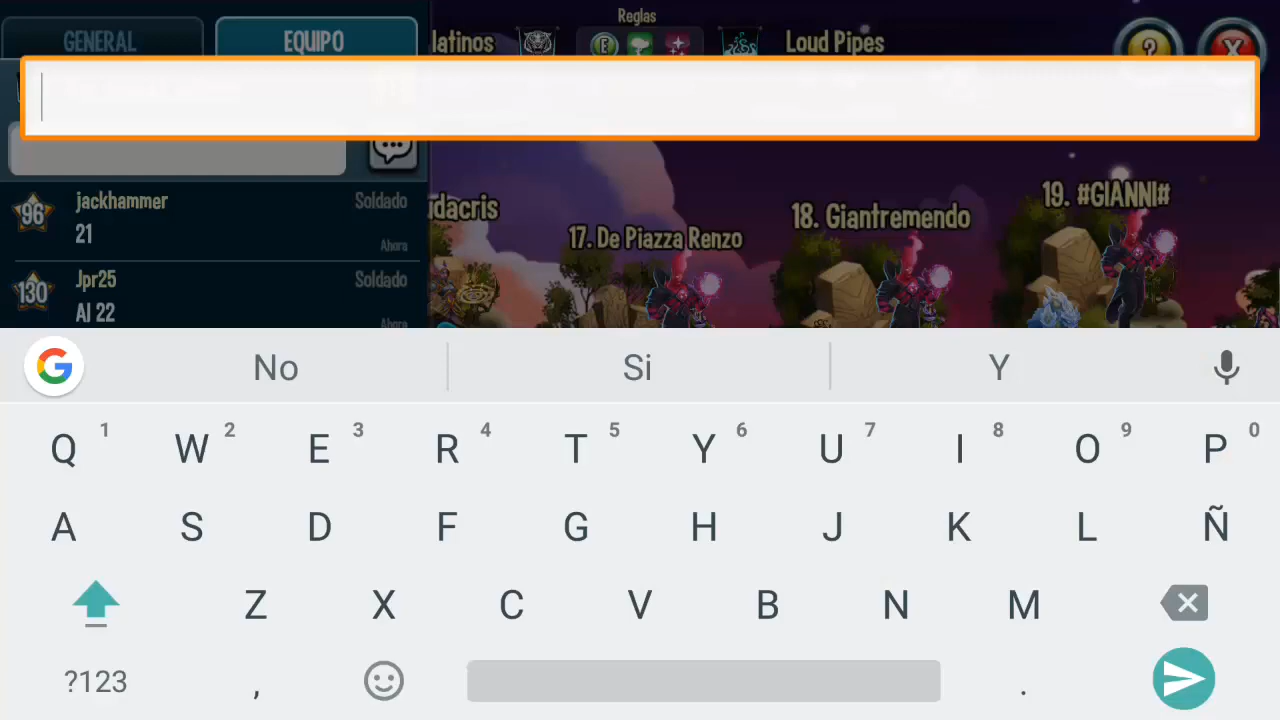 GENERAL
EQUIPO
latinos
Reglas
E
Loud Pipes
?
X
96
jackhammer
Soldado
21
Ahora
130
Jpr25
Soldado
Al 22
Ahora
dacris
17. De Piazza Renzo
18. Giantremendo
19. #GIANNI#
G
No
Si
Y
Q 1 W 2 E 3 R 4 T 5 Y 6 U 7 I 8 O 9 P 0
A S D F G H J K L Ñ
Z X C V B N M
?123 , .